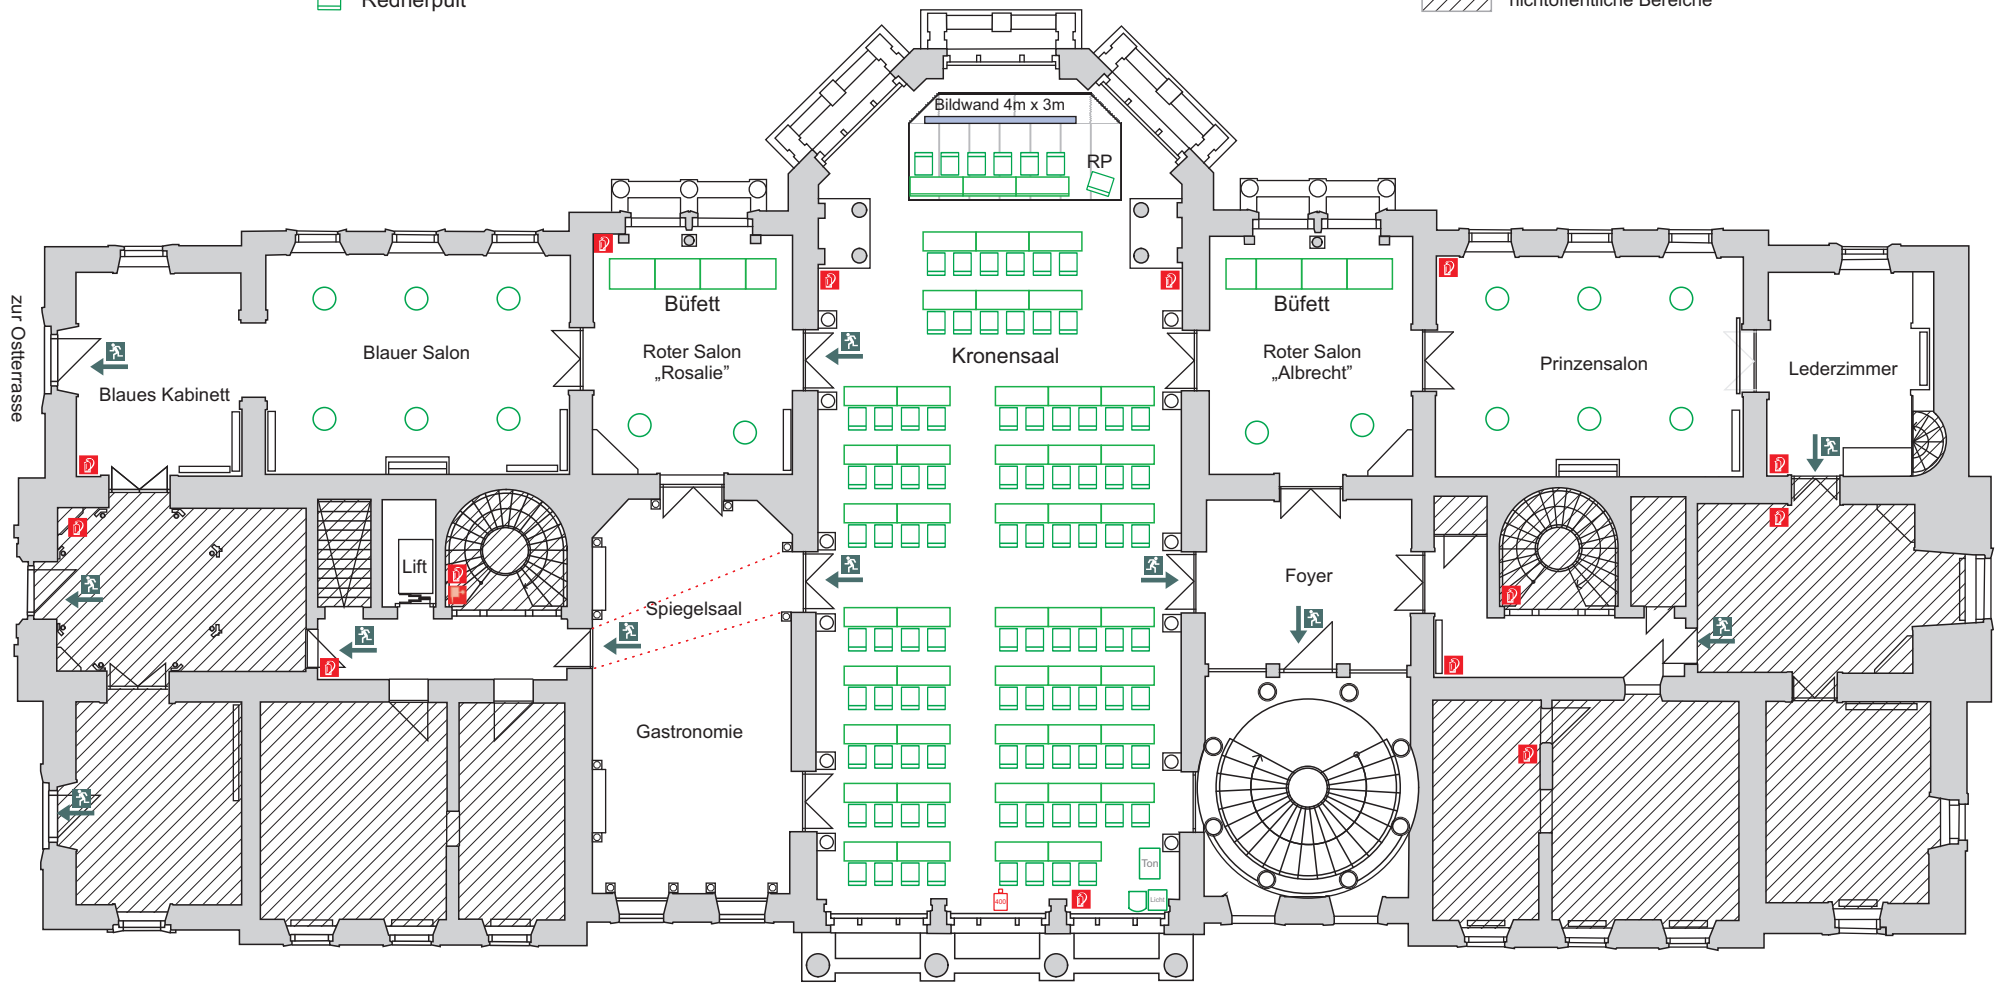 Rednerpult
nichtöffentliche Bereiche
Bildwand 4m x 3m
RP
Büfett
Büfett
zur Ostterrasse
Blaues Kabinett
Blauer Salon
Roter Salon
„Rosalie”
Kronensaal
Roter Salon
„Albrecht”
Prinzensalon
Lederzimmer
Lift
Spiegelsaal
Foyer
Gastronomie
Ton
Licht
400